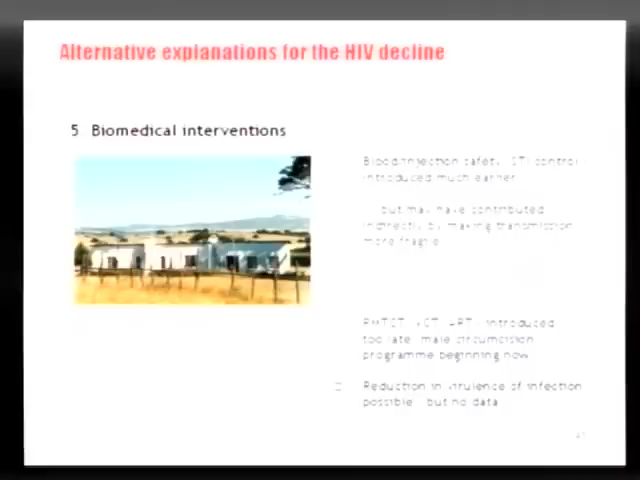 Alternative explanations for the HIV decline
5 Biomedical interventions
Blood/injection safety, STI control
introduced much earlier
but may have contributed
indirectly by making transmission
more fragile
PMTCT, VCT, ART introduced
too late, male circumcision
programme beginning now
Reduction in virulence of infection
possible but no data